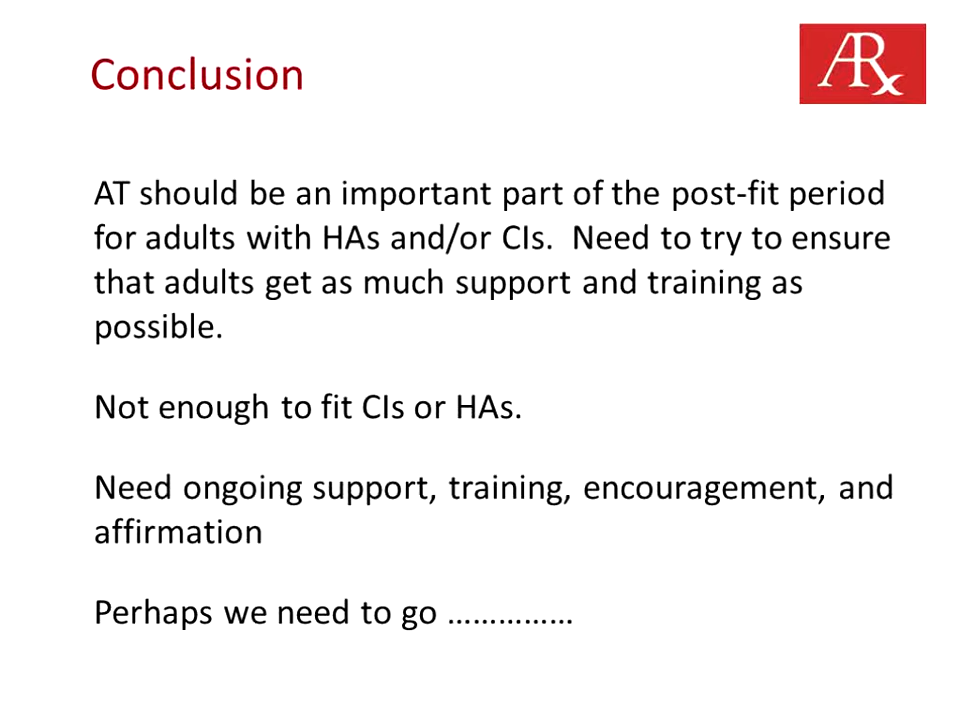 Conclusion
ARx
AT should be an important part of the post-fit period
for adults with HAs and/or CIs.  Need to try to ensure
that adults get as much support and training as
possible.
Not enough to fit CIs or HAs.
Need ongoing support, training, encouragement, and
affirmation
Perhaps we need to go ……………